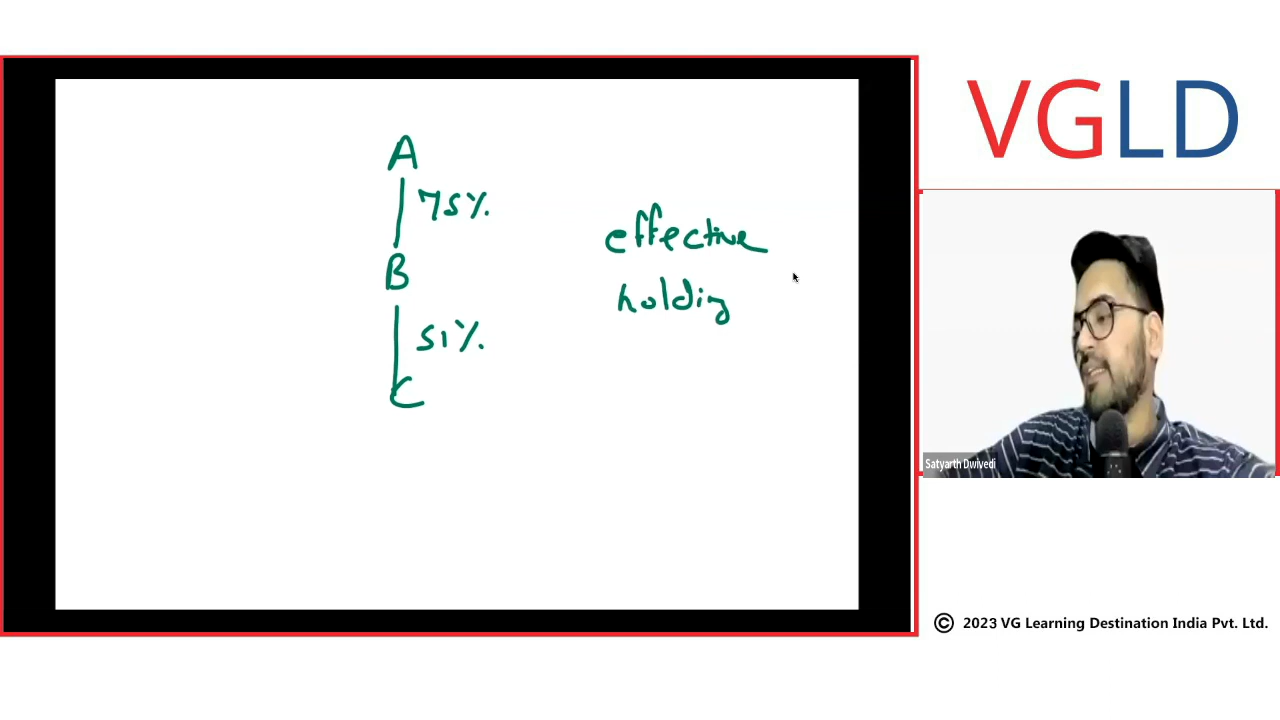 VGLD
A
75%.
B
51%.
C
effective
holding
Satyarth Dwivedi
© 2023 VG Learning Destination India Pvt. Ltd.